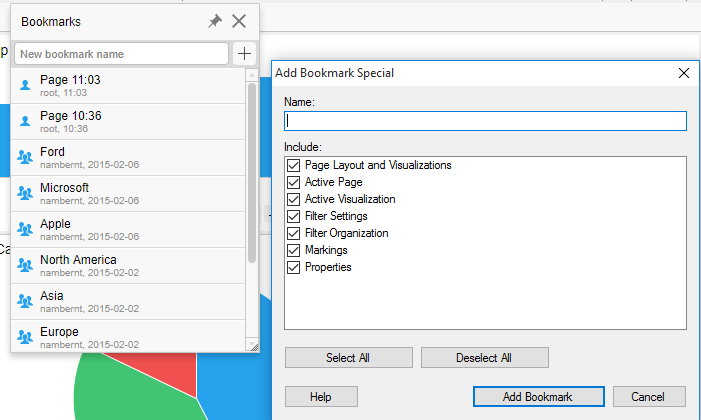 Bookmarks
New bookmark name
Page 11:03
root, 11:03
Page 10:36
root, 10:36
Ford
nambernt, 2015-02-06
Microsoft
nambernt, 2015-02-06
Apple
nambernt, 2015-02-06
North America
nambernt, 2015-02-02
Asia
nambernt, 2015-02-02
Europe
nambernt, 2015-02-02
Add Bookmark Special
Name:
Include:
Page Layout and Visualizations
Active Page
Active Visualization
Filter Settings
Filter Organization
Markings
Properties
Select All Deselect All
Help Add Bookmark Cancel